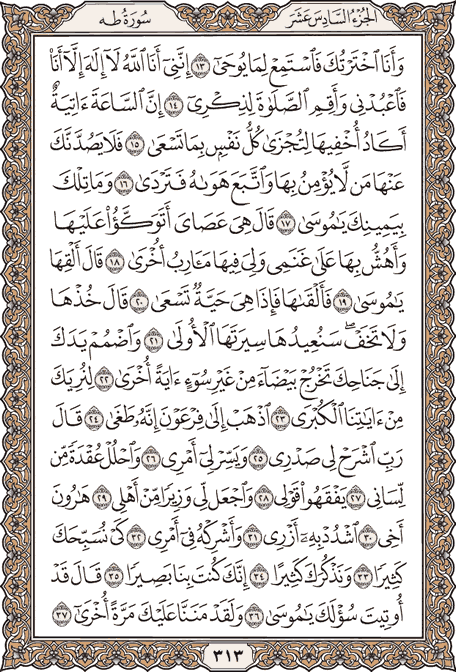 الجزء السادس عشر
سورة طه
وَأَنَا ٱخْتَرْتُكَ فَٱسْتَمِعْ لِمَا يُوحَىٰٓ ١٣ إِنَّنِىٓ أَنَا ٱللَّهُ لَآ إِلَٰهَ إِلَّآ أَنَا۠
فَٱعْبُدْنِى وَأَقِمِ ٱلصَّلَوٰةَ لِذِكْرِىٓ ١٤ إِنَّ ٱلسَّاعَةَ ءَاتِيَةٌ
أَكَادُ أُخْفِيهَا لِتُجْزَىٰ كُلُّ نَفْسٍۭ بِمَا تَسْعَىٰ ١٥ فَلَا يَصُدَّنَّكَ
عَنْهَا مَن لَّا يُؤْمِنُ بِهَا وَٱتَّبَعَ هَوَىٰهُ فَتَرْدَىٰ ١٦ وَمَا تِلْكَ
بِيَمِينِكَ يَٰمُوسَىٰ ١٧ قَالَ هِىَ عَصَاىَ أَتَوَكَّؤُا۟ عَلَيْهَا
وَأَهُشُّ بِهَا عَلَىٰ غَنَمِى وَلِىَ فِيهَا مَـَٔارِبُ أُخْرَىٰ ١٨ قَالَ أَلْقِهَا
يَٰمُوسَىٰ ١٩ فَأَلْقَىٰهَا فَإِذَا هِىَ حَيَّةٌ تَسْعَىٰ ٢٠ قَالَ خُذْهَا
وَلَا تَخَفْ ۖ سَنُعِيدُهَا سِيرَتَهَا ٱلْأُولَىٰ ٢١ وَٱضْمُمْ يَدَكَ
إِلَىٰ جَنَاحِكَ تَخْرُجْ بَيْضَآءَ مِنْ غَيْرِ سُوٓءٍ ءَايَةً أُخْرَىٰ ٢٢ لِنُرِيَكَ
مِنْ ءَايَٰتِنَا ٱلْكُبْرَى ٢٣ ٱذْهَبْ إِلَىٰ فِرْعَوْنَ إِنَّهُۥ طَغَىٰ ٢٤ قَالَ
رَبِّ ٱشْرَحْ لِى صَدْرِى ٢٥ وَيَسِّرْ لِىٓ أَمْرِى ٢٦ وَٱحْلُلْ عُقْدَةً مِّن
لِّسَانِى ٢٧ يَفْقَهُوا۟ قَوْلِى ٢٨ وَٱجْعَل لِّى وَزِيرًا مِّنْ أَهْلِى ٢٩ هَٰرُونَ
أَخِى ٣٠ ٱشْدُدْ بِهِۦٓ أَزْرِى ٣١ وَأَشْرِكْهُ فِىٓ أَمْرِى ٣٢ كَىْ نُسَبِّحَكَ
كَثِيرًا ٣٣ وَنَذْكُرَكَ كَثِيرًا ٣٤ إِنَّكَ كُنتَ بِنَا بَصِيرًا ٣٥ قَالَ قَدْ
أُوتِيتَ سُؤْلَكَ يَٰمُوسَىٰ ٣٦ وَلَقَدْ مَنَنَّا عَلَيْكَ مَرَّةً أُخْرَىٰٓ ٣٧
٣١٣